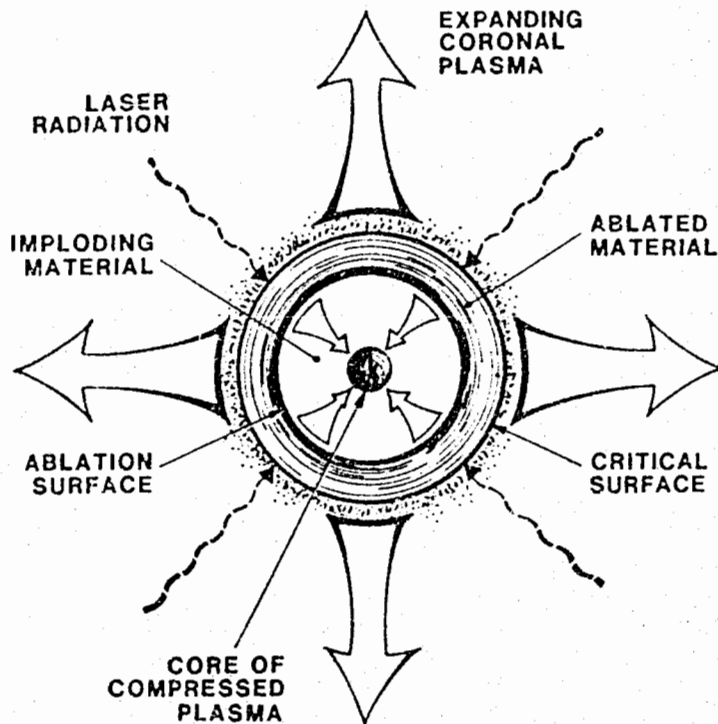 EXPANDING
CORONAL
PLASMA
LASER
RADIATION
IMPLODING
MATERIAL
ABLATED
MATERIAL
ABLATION
SURFACE
CRITICAL
SURFACE
CORE OF
COMPRESSED
PLASMA